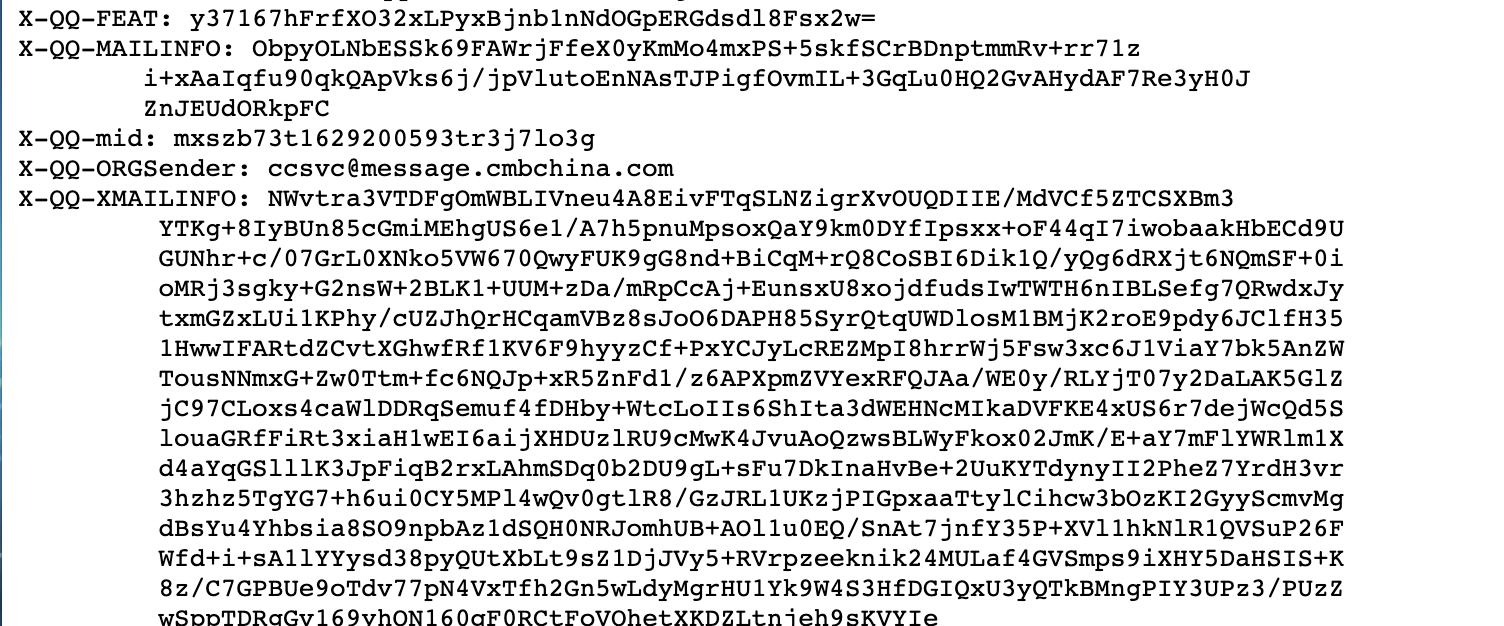 X-QQ-FEAT: y37167hFrfXO32xLPyxBjnb1nNdOGpERGdsdl8Fsx2w=
X-QQ-MAILINFO: ObpyOLNbESSk69FAWrjFfeX0yKmMo4mxPS+5skfSCrBDnptmmRv+rr71z
i+xAaIqfu90qkQApVks6j/jpVlutoEnNAsTJPigfOvmIL+3GqLu0HQ2GvAHydAF7Re3yH0J
ZnJEUdORkpFC
X-QQ-mid: mxszb73t1629200593tr3j7lo3g
X-QQ-ORGSender: ccsvc@message.cmbchina.com
X-QQ-XMAILINFO: NWvtra3VTDFgOmWBLIVneu4A8EivFTqSLNZigrXvOUQDIIE/MdVCf5ZTCSXBm3
YTKg+8IyBUn85cGmiMEhgUS6e1/A7h5pnuMpsoxQaY9km0DYfIpsxx+oF44qI7iwobaakHbECd9U
GUNhr+c/07GrL0XNko5VW670QwyFUK9gG8nd+BiCqM+rQ8CoSBI6Dik1Q/yQg6dRXjt6NQmSF+0i
oMRj3sgky+G2nsW+2BLK1+UUM+zDa/mRpCcAj+EunsxU8xojdfudsIwTWTH6nIBLSefg7QRwdxJy
txmGZxLUi1KPhy/cUZJhQrHCqamVBz8sJoO6DAPH85SyrQtqUWDlosM1BMjK2roE9pdy6JClfH35
1HwwIFARtdZCvtXGhwfRf1KV6F9hyyzCf+PxYCJyLcREZMpI8hrrWj5Fsw3xc6J1ViaY7bk5AnZW
TousNNmxG+Zw0Ttm+fc6NQJp+xR5ZnFd1/z6APXpmZVYexRFQJAa/WE0y/RLYjT07y2DaLAK5GlZ
jC97CLoxs4caWlDDRqSemuf4fDHby+WtcLoIIs6ShIta3dWEHNcMIkaDVFKE4xUS6r7dejWcQd5S
louaGRfFiRt3xiaH1wEI6aijXHDUzlRU9cMwK4JvuAoQzwsBLWyFkox02JmK/E+aY7mFlYWRlm1X
d4aYqGSlllK3JpFiqB2rxLAhmSDq0b2DU9gL+sFu7DkInaHvBe+2UuKYTdynyII2PheZ7YrdH3vr
3hzhz5TgYG7+h6ui0CY5MPl4wQv0gtlR8/GzJRL1UKzjPIGpxaaTtylCihcw3bOzKI2GyyScmvMg
dBsYu4Yhbsia8SO9npbAz1dSQH0NRJomhUB+AOl1u0EQ/SnAt7jnfY35P+XVl1hkNlR1QVSuP26F
Wfd+i+sA1lYYysd38pyQUtXbLt9sZ1DjJVy5+RVrpzeeknik24MULaf4GVSmps9iXHY5DaHSIS+K
8z/C7GPBUe9oTdv77pN4VxTfh2Gn5wLdyMgrHU1Yk9W4S3HfDGIQxU3yQTkBMngPIY3UPz3/PUzZ
wSppTDRqGv169vhON160gF0RCtFoVOhetXKDZLtnjeh9sKVYIe